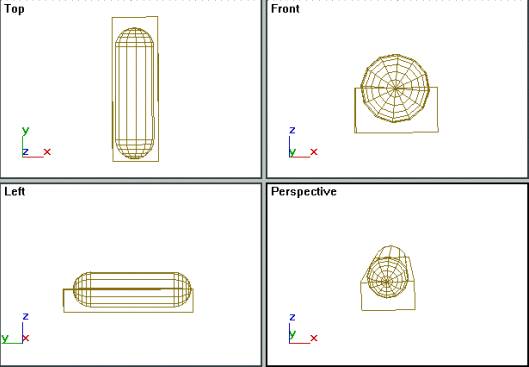 Top
y
z x
Front
z
y x
Left
z
y x
Perspective
z
y x